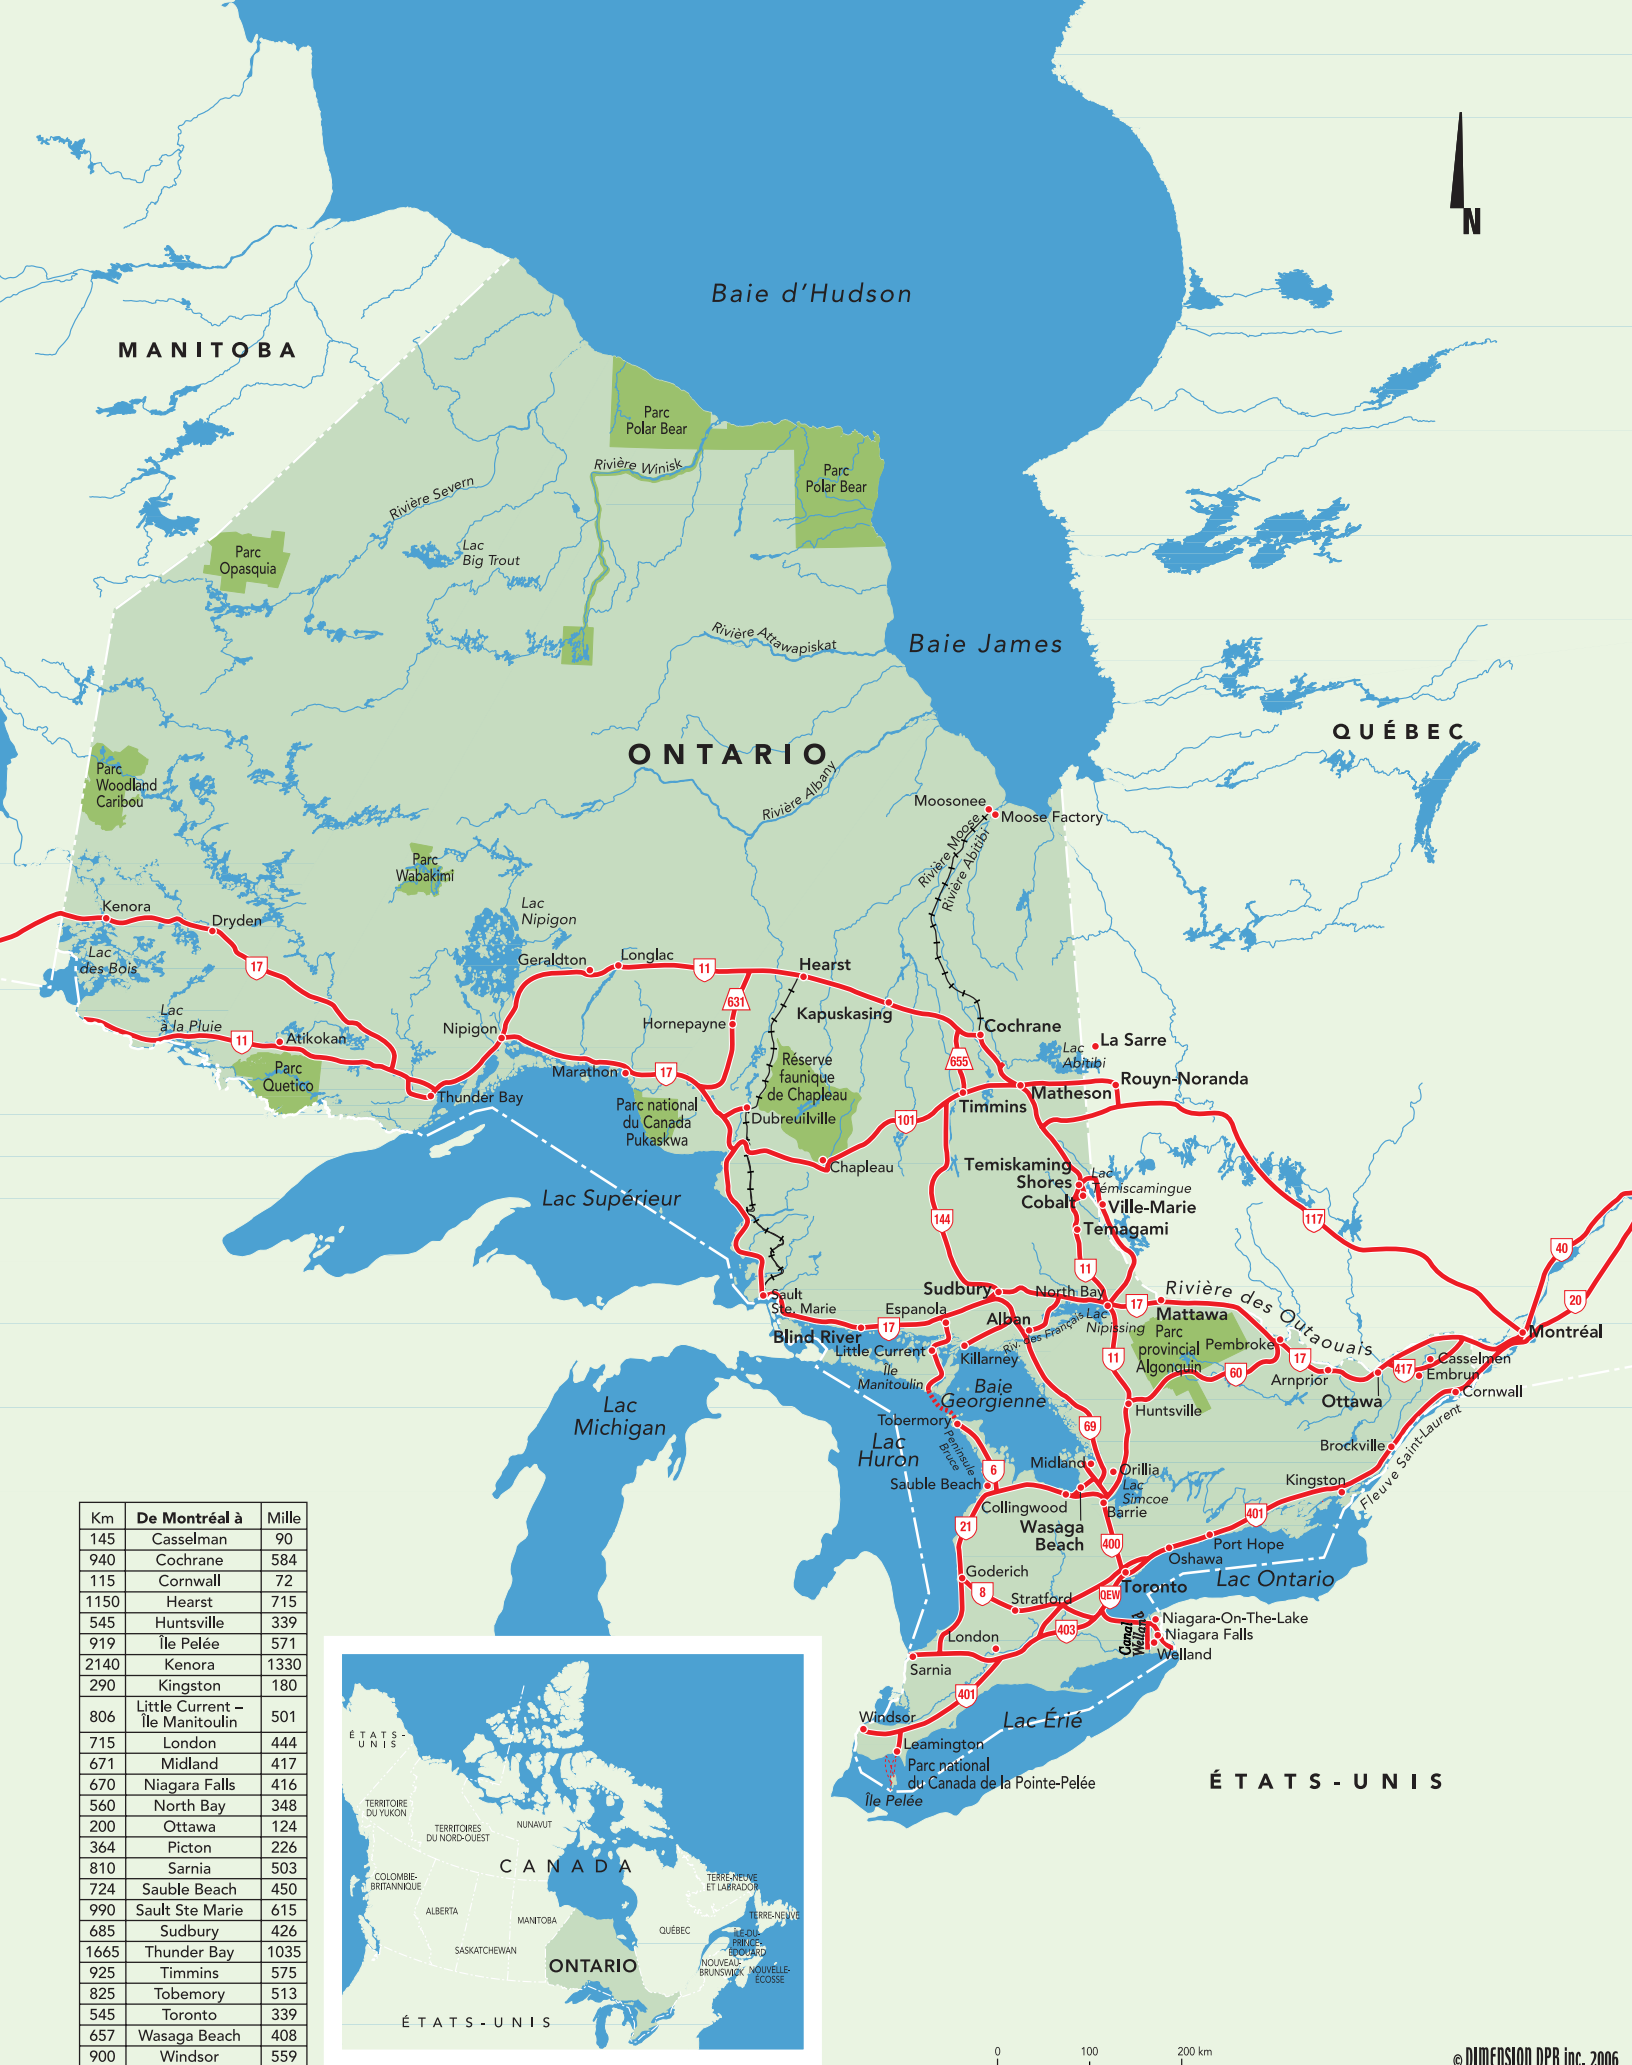 N
Baie d'Hudson
MANITOBA
Parc
Polar Bear
Rivière Winisk
Parc
Polar Bear
Rivière Severn
Lac
Big Trout
Parc
Opasquia
Rivière Attawapiskat
Baie James
QUÉBEC
ONTARIO
Parc
Woodland
Caribou
Rivière Albany
Moosonee
Moose Factory
Rivière Moose
Rivière Abitibi
Parc
Wabakimi
Kenora
Dryden
Lac
Nipigon
Lac
des Bois
17
Geraldton
Longlac
11
Hearst
631
Kapuskasing
Lac
à la Pluie
11
Atikokan
Nipigon
Hornepayne
Cochrane
La Sarre
Lac
Abitibi
655
Parc
Quetico
Marathon
17
Réserve
faunique
de Chapleau
Rouyn-Noranda
Thunder Bay
Matheson
Timmins
Parc national
du Canada
Pukaskwa
Dubreuilville
101
Chapleau
Temiskaming
Shores
Lac
Témiscamingue
Cobalt
Ville-Marie
Lac Supérieur
144
Temagami
117
40
11
Sudbury
North Bay
Rivière des Outaouais
17
20
Sault
Ste. Marie
Espanola
Alban
Riv. des Français
Lac
Nipissing
Mattawa
Blind River
17
Parc
provincial
Algonquin
Pembroke
Montréal
Little Current
Killarney
11
17
417
Casselmen
Embrun
Île
Manitoulin
60
Arnprior
Ottawa
Cornwall
Baie
Georgienne
Lac
Michigan
Huntsville
Tobermory
69
Lac
Huron
Peninsule
Bruce
Brockville
Fleuve Saint-Laurent
6
Midland
Orillia
Sauble Beach
Lac
Simcoe
Kingston
Collingwood
Barrie
401
21
Wasaga
Beach
400
Port Hope
Oshawa
Goderich
Toronto
Lac Ontario
8
Stratford
QEW
Niagara-On-The-Lake
403
Canal
Welland
Niagara Falls
London
Welland
Sarnia
401
Windsor
Lac Érié
Leamington
Parc national
du Canada de la Pointe-Pelée
Île Pelée
ÉTATS-UNIS
Km De Montréal à Mille
145 Casselman 90
940 Cochrane 584
115 Cornwall 72
1150 Hearst 715
545 Huntsville 339
919 Île Pelée 571
2140 Kenora 1330
290 Kingston 180
806 Little Current –
Île Manitoulin 501
715 London 444
671 Midland 417
670 Niagara Falls 416
560 North Bay 348
200 Ottawa 124
364 Picton 226
810 Sarnia 503
724 Sauble Beach 450
990 Sault Ste Marie 615
685 Sudbury 426
1665 Thunder Bay 1035
925 Timmins 575
825 Tobemory 513
545 Toronto 339
657 Wasaga Beach 408
900 Windsor 559
ÉTATS-
UNIS
TERRITOIRE
DU YUKON
TERRITOIRES
DU NORD-OUEST
NUNAVUT
CANADA
COLOMBIE-
BRITANNIQUE
TERRE-NEUVE
ET LABRADOR
ALBERTA
MANITOBA
TERRE-NEUVE
QUÉBEC
ÎLE-DU-
PRINCE-
ÉDOUARD
SASKATCHEWAN
ONTARIO
NOUVEAU-
BRUNSWICK
NOUVELLE-
ÉCOSSE
ÉTATS-UNIS
0 100 200 km
© DIMENSION DPR inc. 2006